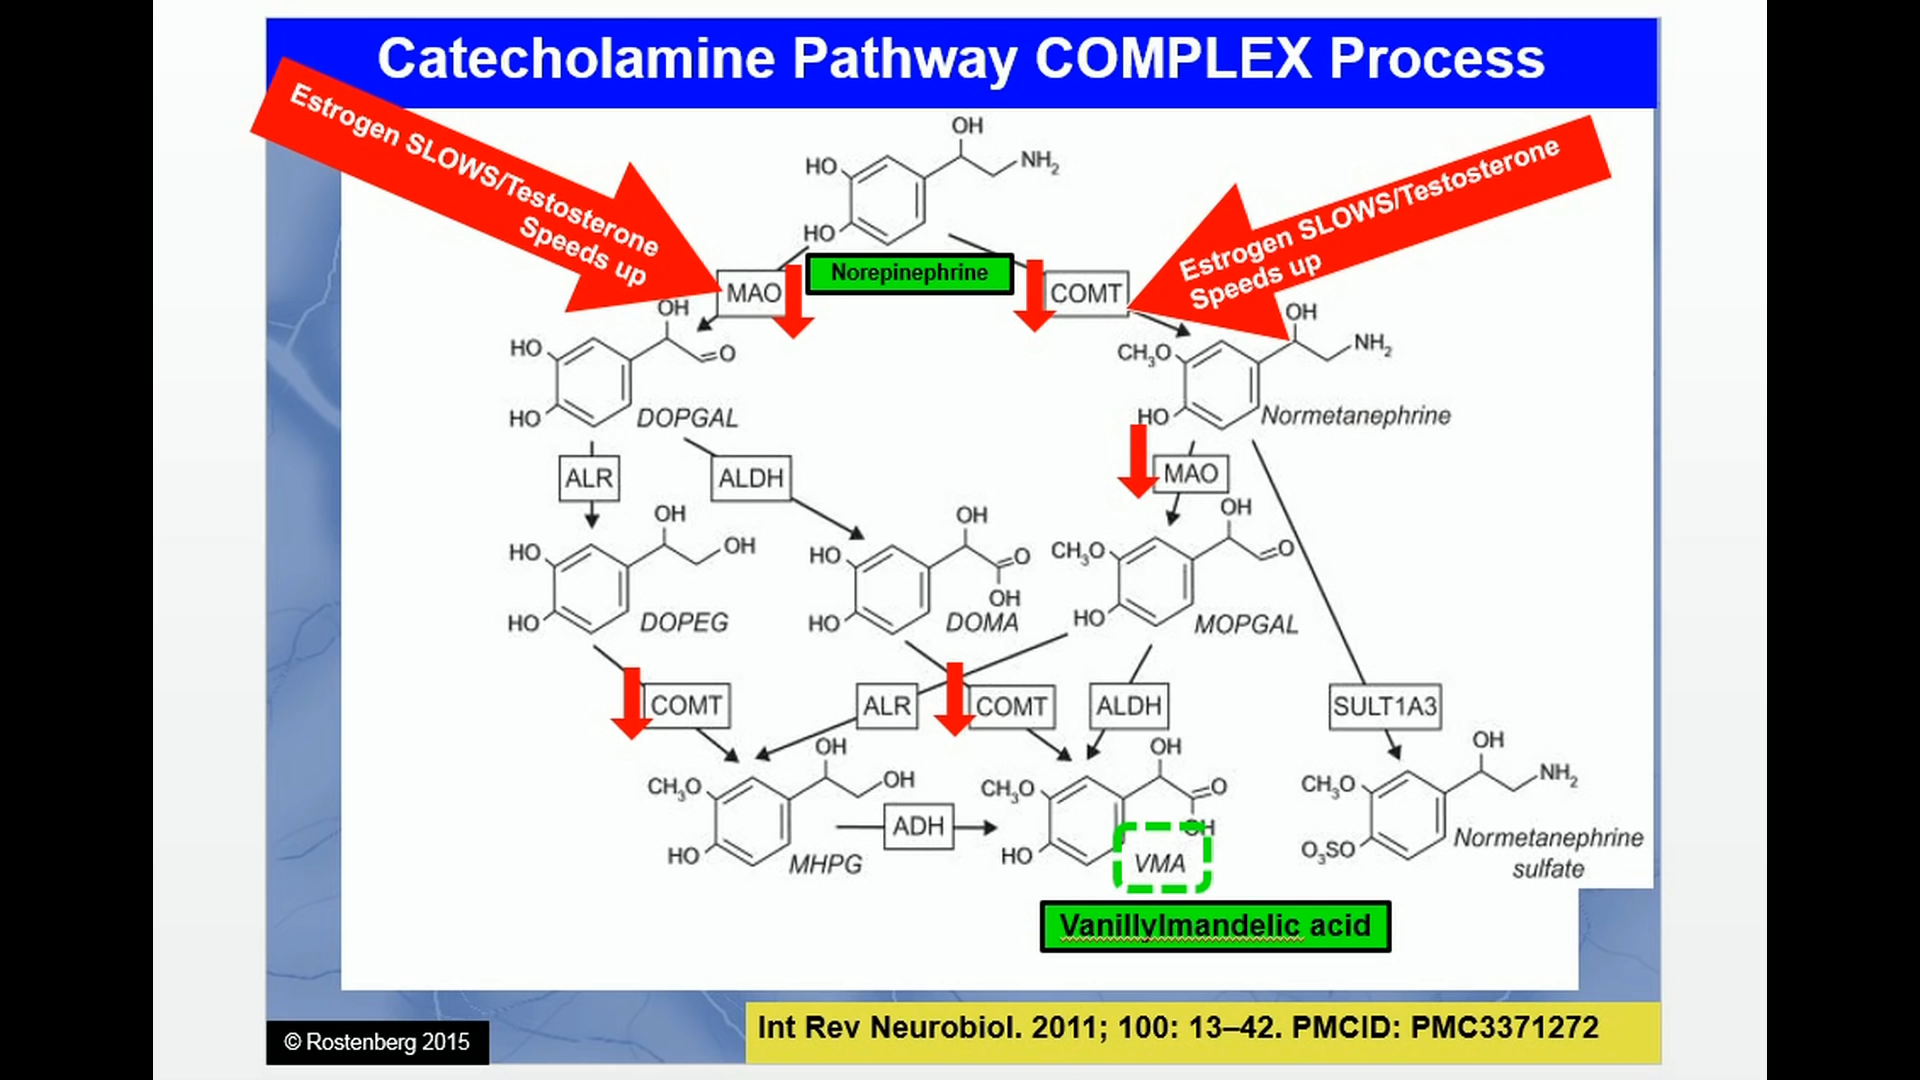 Catecholamine Pathway COMPLEX Process
Estrogen SLOWS/Testosterone
Speeds up
Estrogen SLOWS/Testosterone
Speeds up
OH
HO
NH2
HO
Norepinephrine
MAO
COMT
OH
HO
O
HO
DOPGAL
OH
CH3O
NH2
HO
Normetanephrine
ALR
ALDH
MAO
OH
HO
OH
HO
DOPEG
OH
HO
O
OH
HO
DOMA
OH
CH3O
O
HO
MOPGAL
COMT
ALR
COMT
ALDH
SULT1A3
OH
CH3O
OH
HO
MHPG
ADH
OH
CH3O
O
OH
HO
VMA
OH
CH3O
NH2
O3SO
Normetanephrine
sulfate
Vanillylmandelic acid
© Rostenberg 2015
Int Rev Neurobiol. 2011; 100: 13–42. PMCID: PMC3371272